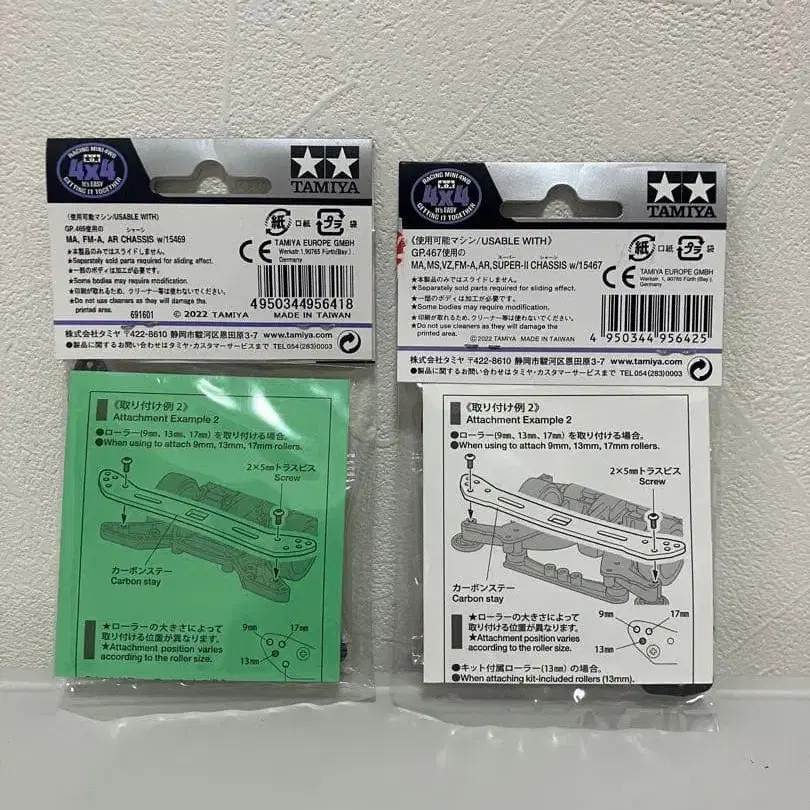 RACING MINI 4WD
4x4
It's EASY
GETTING IT TOGETHER
TAMIYA
《使用可能マシン/USABLE WITH》
GP.469使用の シャーシ
MA, FM-A, AR CHASSIS w/15469
★本製品のみではスライドしません。
★Separately sold parts required for sliding effect.
★一部のボディは加工が必要です。
★Some bodies may require modification.
★印刷が取れるため、クリーナー等は使わないでください。
★Do not use cleaners as they will damage the
printed area.
691601
© 2022 TAMIYA
紙 口紙 プラ 袋
CE TAMIYA EUROPE GMBH
Werkstr.1, 90765 Fürth(Bay.).
Germany
4950344956418
MADE IN TAIWAN
株式会社タミヤ 〒422-8610 静岡市駿河区恩田原3-7 www.tamiya.com
●製品に関するお問い合わせはタミヤ・カスタマーサービスまで TEL054(283)0003
《取り付け例 2》
Attachment Example 2
●ローラー(9mm、13mm、17mm)を取り付ける場合。
●When using to attach 9mm, 13mm, 17mm rollers.
2×5mmトラスビス
Screw
カーボンステー
Carbon stay
★ローラーの大きさによって
取り付ける位置が異なります。
★Attachment position varies
according to the roller size.
9mm
17mm
13mm
RACING MINI 4WD
4x4
It's EASY
GETTING IT TOGETHER
TAMIYA
《使用可能マシン/USABLE WITH》
GP.467使用の スーパー シャーシ
MA,MS,VZ,FM-A,AR,SUPER-II CHASSIS w/15467
★本製品のみではスライドしません。
★Separately sold parts required for sliding effect.
★一部のボディは加工が必要です。
★Some bodies may require modification.
★印刷が取れるため、クリーナー等は使わないでください。
★Do not use cleaners as they will damage the
printed area.
© 2022 TAMIYA MADE IN TAIWAN
紙 口紙 プラ 袋
CE TAMIYA EUROPE GMBH
Werkstr.1, 90765 Fürth(Bay.).
Germany
4 950344 956425
株式会社タミヤ 〒422-8610 静岡市駿河区恩田原3-7 www.tamiya.com
●製品に関するお問い合わせはタミヤ・カスタマーサービスまで TEL054(283)0003
《取り付け例 2》
Attachment Example 2
●ローラー(9mm、13mm、17mm)を取り付ける場合。
●When using to attach 9mm, 13mm, 17mm rollers.
2×5mmトラスビス
Screw
カーボンステー
Carbon stay
★ローラーの大きさによって
取り付ける位置が異なります。
★Attachment position varies
according to the roller size.
9mm
17mm
13mm
●キット付属ローラー(13mm)の場合。
●When attaching kit-included rollers (13mm).